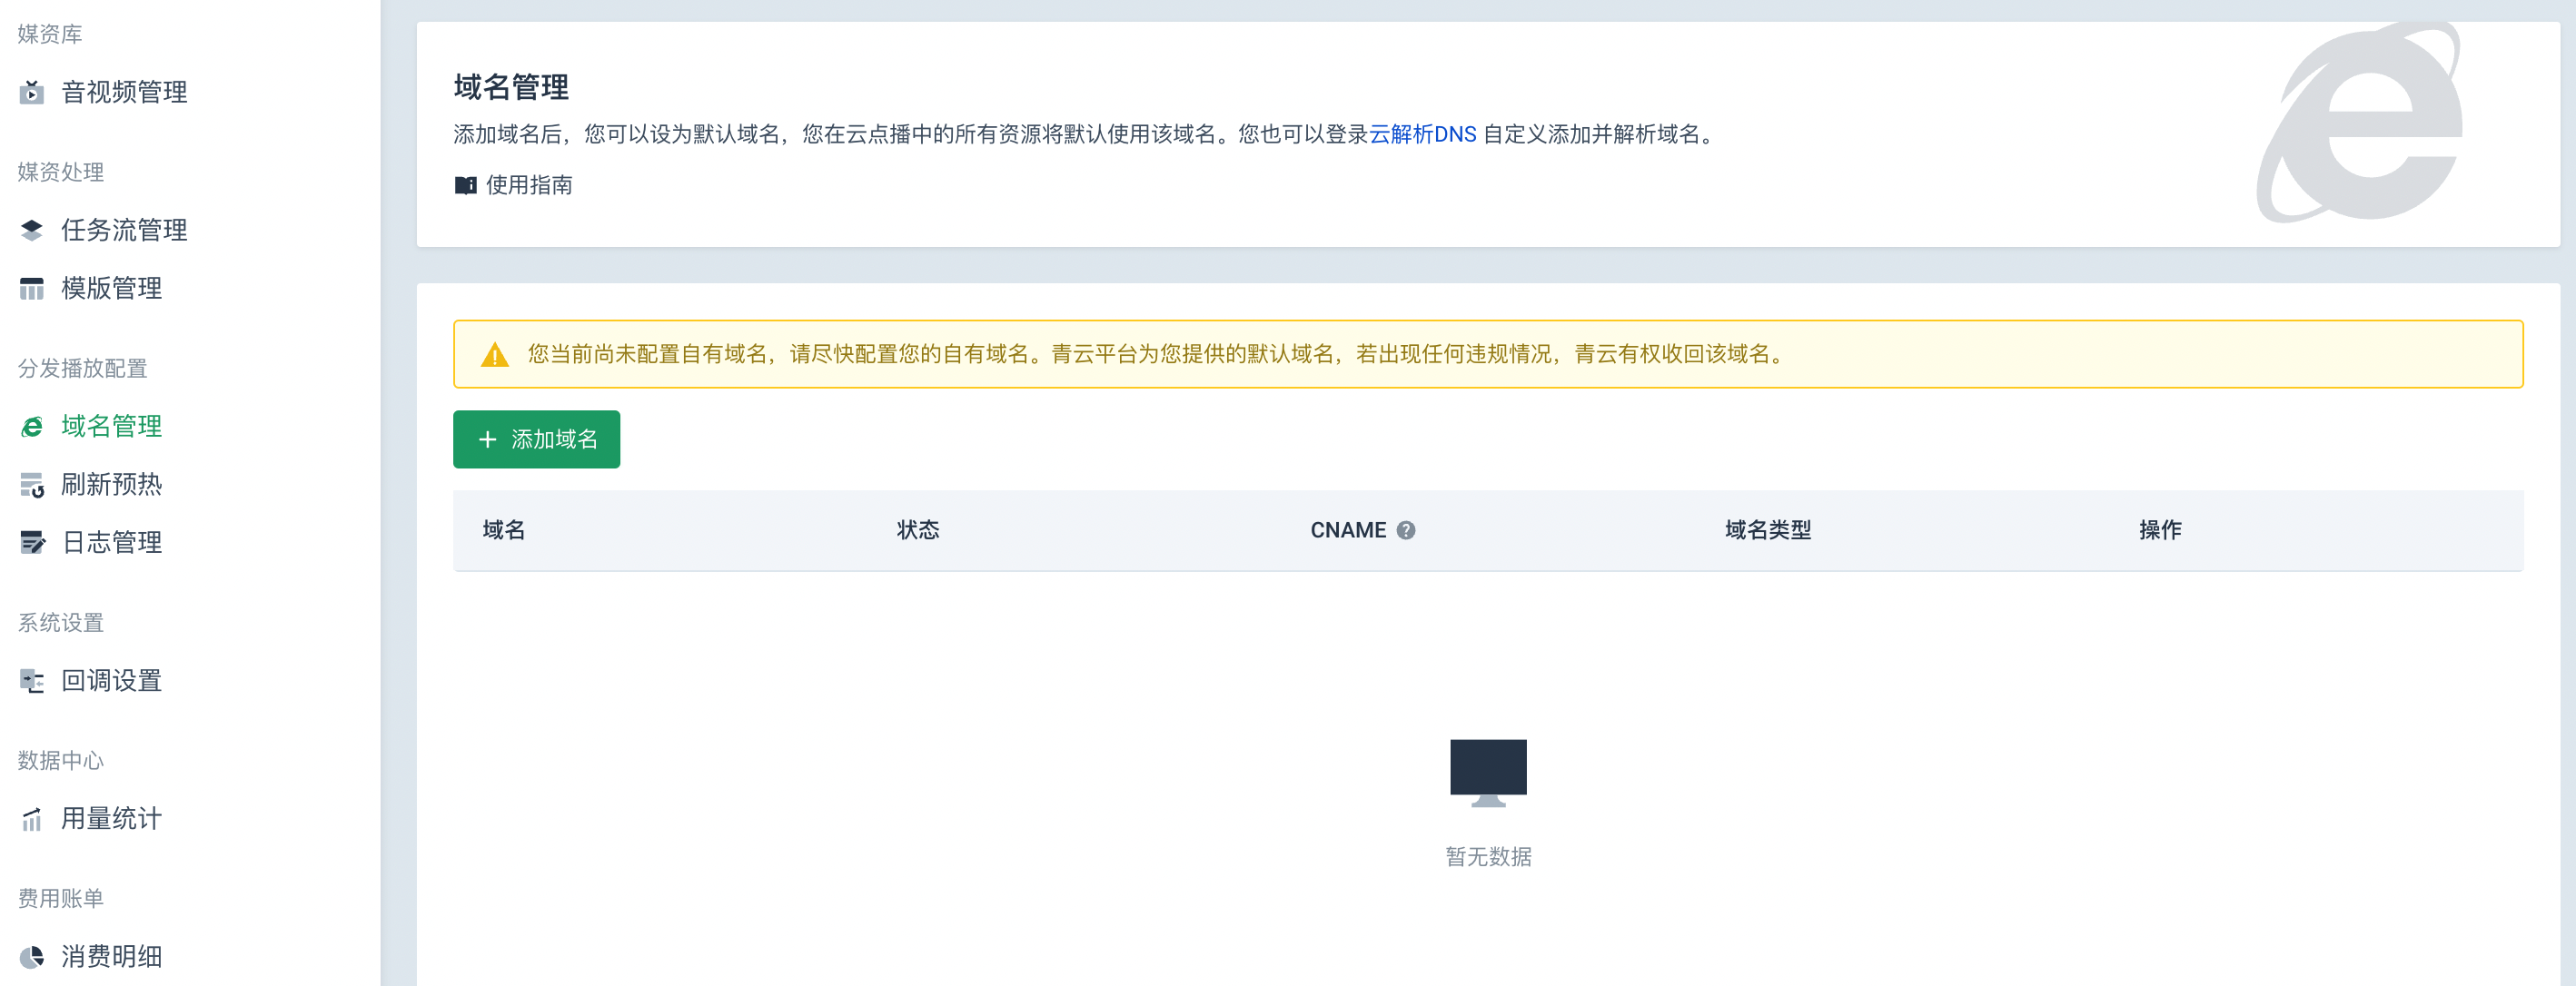 媒资库
音视频管理
媒资处理
任务流管理
模版管理
分发播放配置
域名管理
刷新预热
日志管理
系统设置
回调设置
数据中心
用量统计
费用账单
消费明细
域名管理
添加域名后，您可以设为默认域名，您在云点播中的所有资源将默认使用该域名。您也可以登录云解析DNS 自定义添加并解析域名。
使用指南
您当前尚未配置自有域名，请尽快配置您的自有域名。青云平台为您提供的默认域名，若出现任何违规情况，青云有权收回该域名。
添加域名
域名 状态 CNAME 域名类型 操作
暂无数据